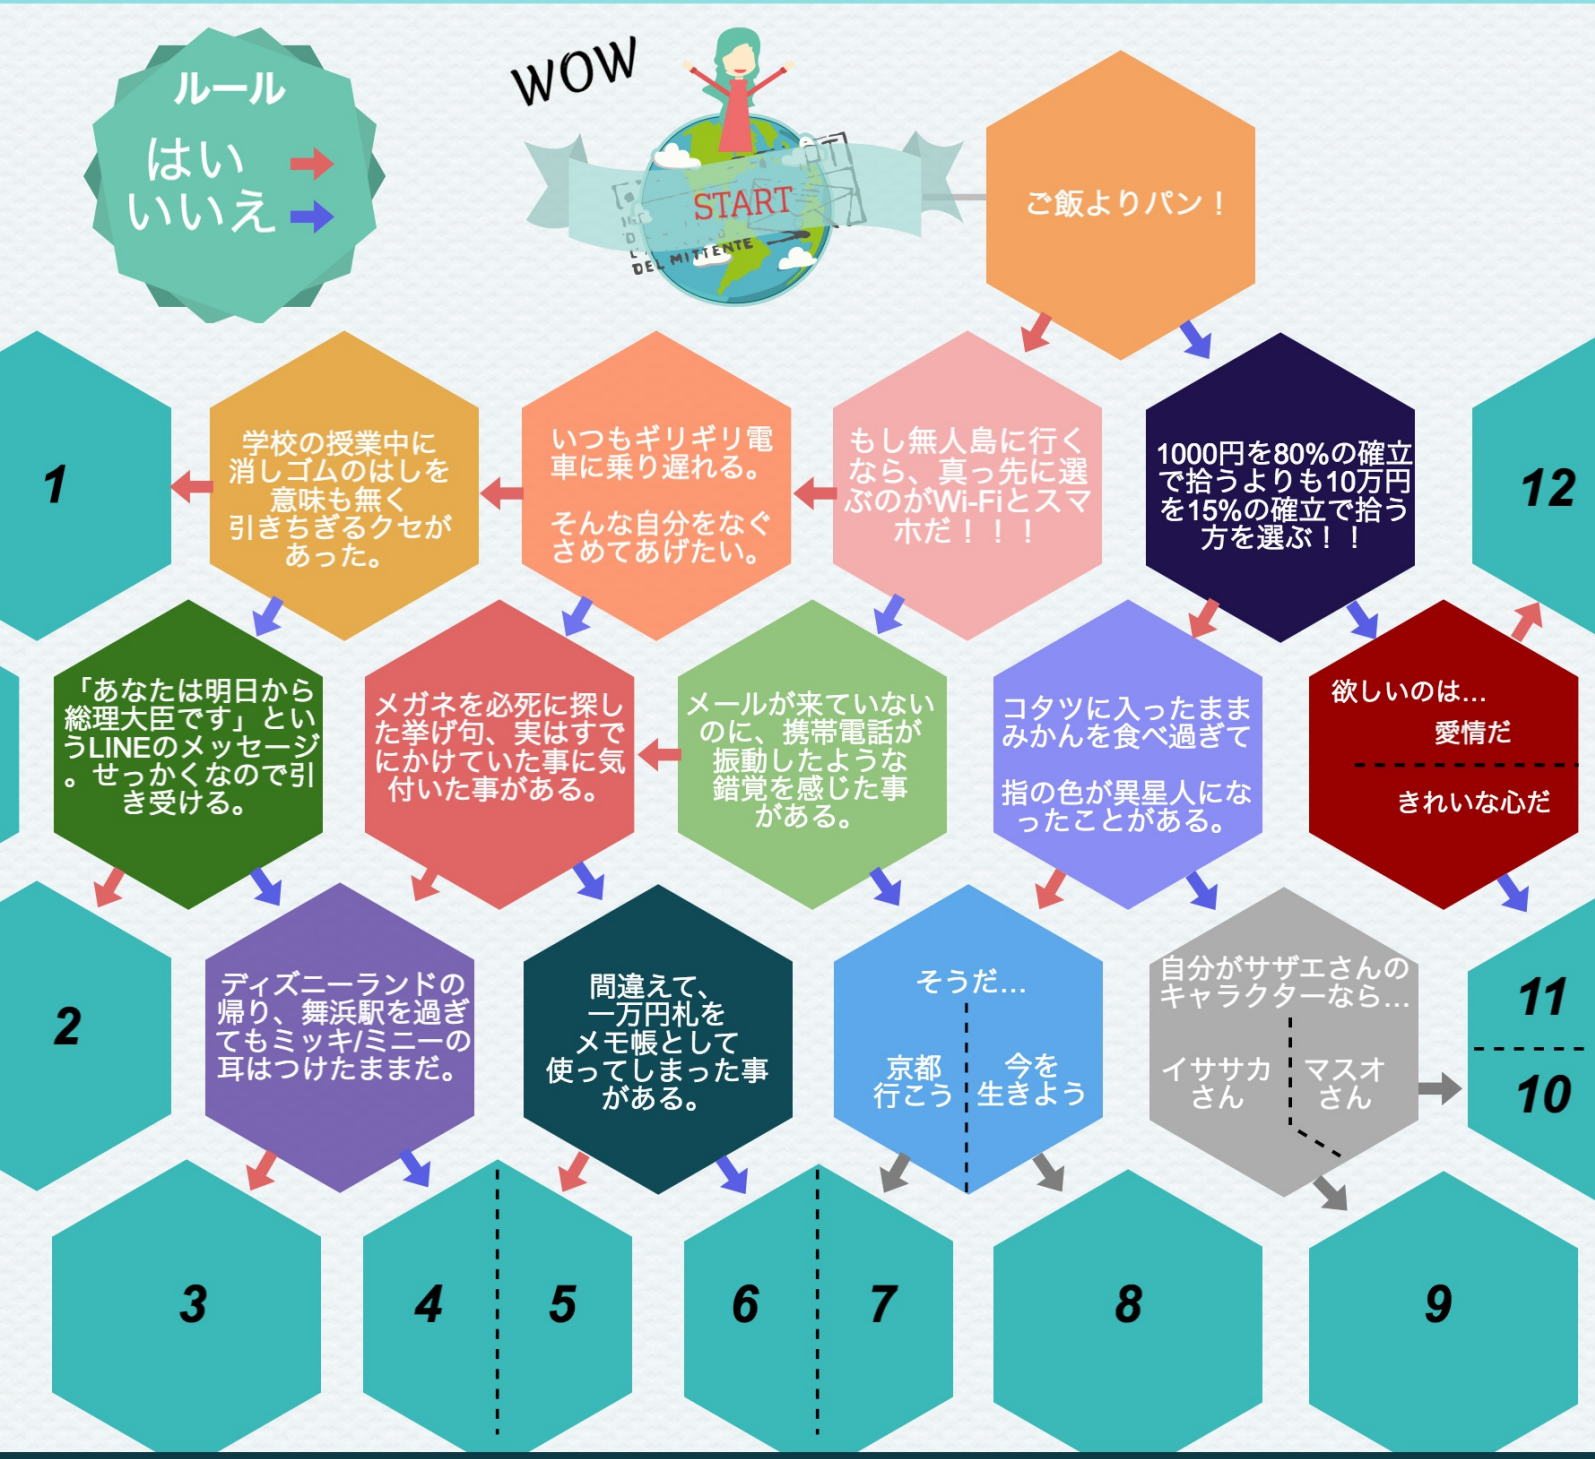 ルール
はい
いいえ
WOW
START
DEL MITTENTE
ご飯よりパン！
1
学校の授業中に
消しゴムのはしを
意味も無く
引きちぎるクセが
あった。
いつもギリギリ電
車に乗り遅れる。
そんな自分をなぐ
さめてあげたい。
もし無人島に行く
なら、真っ先に選
ぶのがWi-Fiとスマ
ホだ！！！
1000円を80%の確立
で拾うよりも10万円
を15%の確立で拾う
方を選ぶ！！
12
「あなたは明日から
総理大臣です」とい
うLINEのメッセージ
。せっかくなので引
き受ける。
メガネを必死に探し
た挙げ句、実はすで
にかけていた事に気
付いた事がある。
メールが来ていない
のに、携帯電話が
振動したような
錯覚を感じた事
がある。
コタツに入ったまま
みかんを食べ過ぎて
指の色が異星人にな
ったことがある。
欲しいのは...
愛情だ
きれいな心だ
2
ディズニーランドの
帰り、舞浜駅を過ぎ
てもミッキ/ミニーの
耳はつけたままだ。
間違えて、
一万円札を
メモ帳として
使ってしまった事
がある。
そうだ...
京都
行こう
今を
生きよう
自分がサザエさんの
キャラクターなら...
イササカ
さん
マスオ
さん
11
10
3
4
5
6
7
8
9